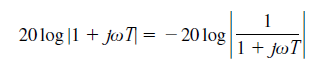 20 log |1 + jωT| = − 20 log |1 / (1 + jωT)|